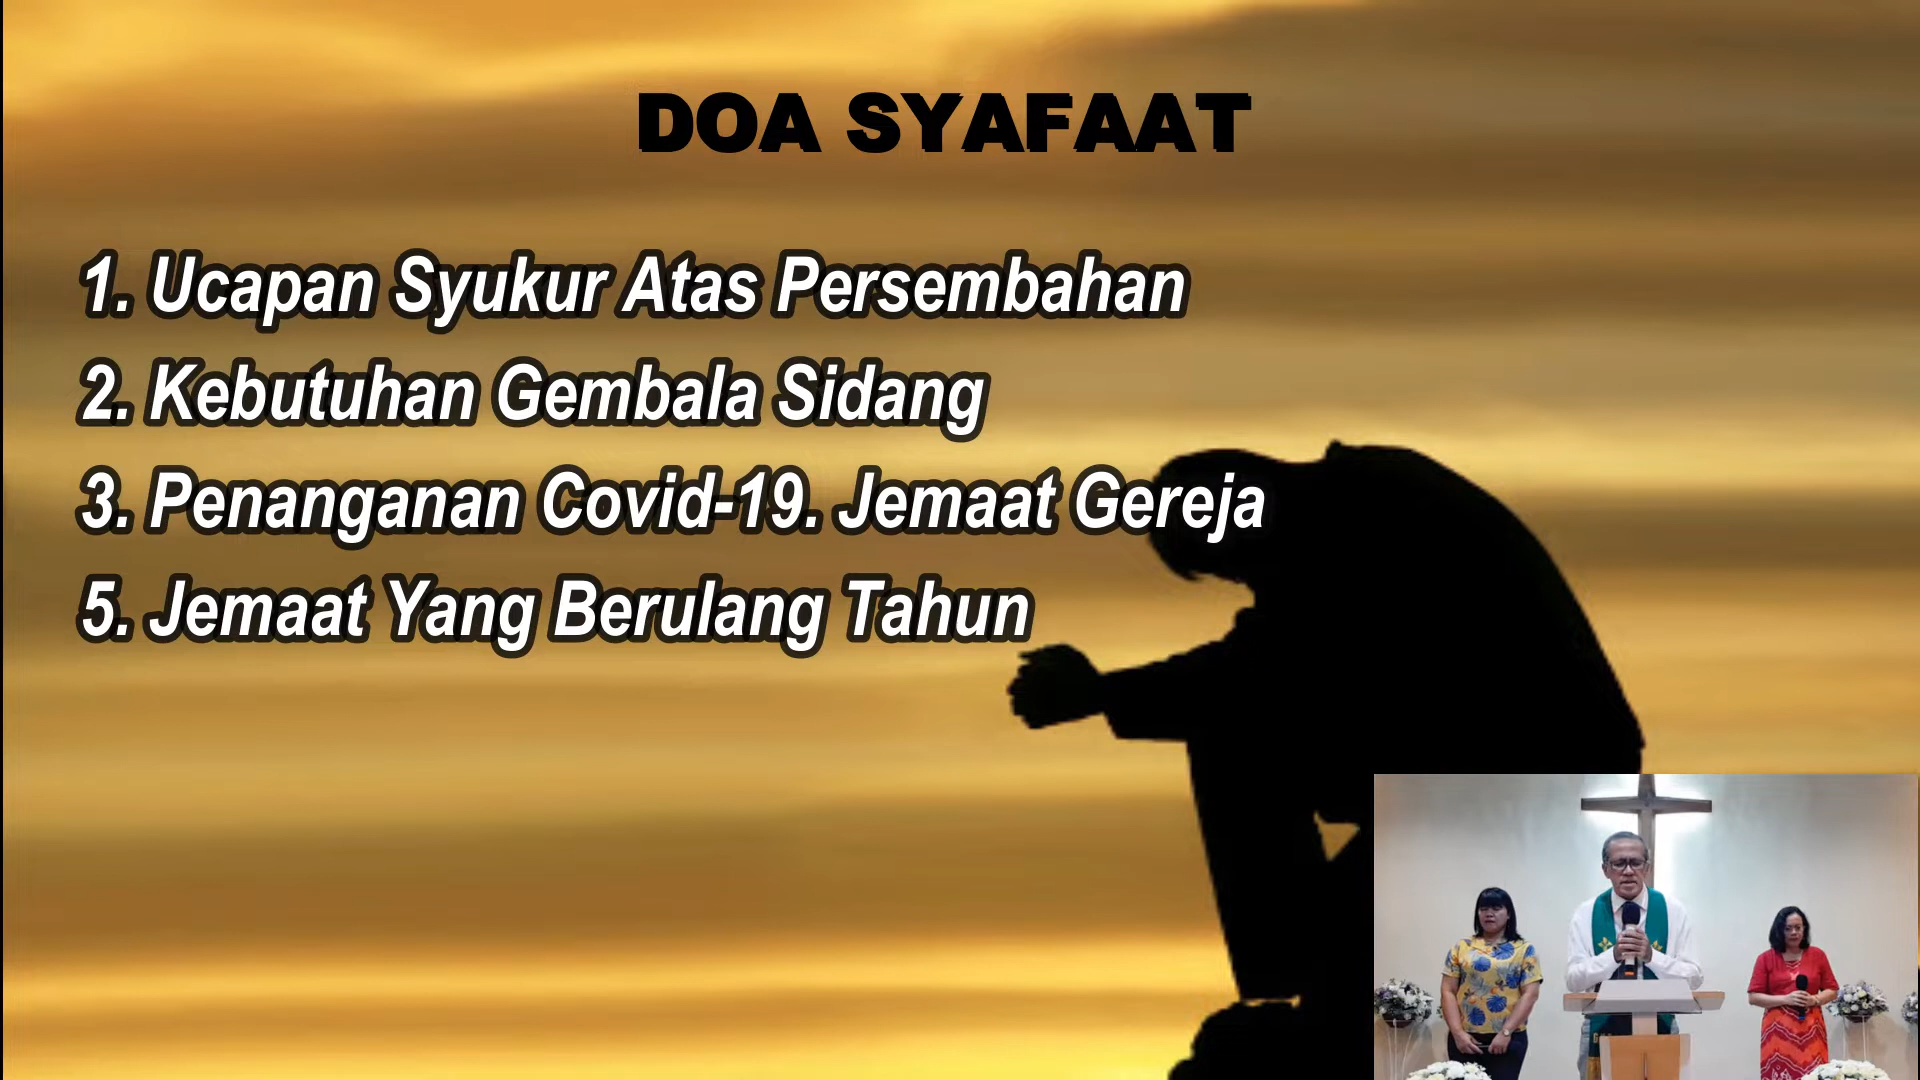 DOA SYAFAAT
1. Ucapan Syukur Atas Persembahan
2. Kebutuhan Gembala Sidang
3. Penanganan Covid-19. Jemaat Gereja
5. Jemaat Yang Berulang Tahun